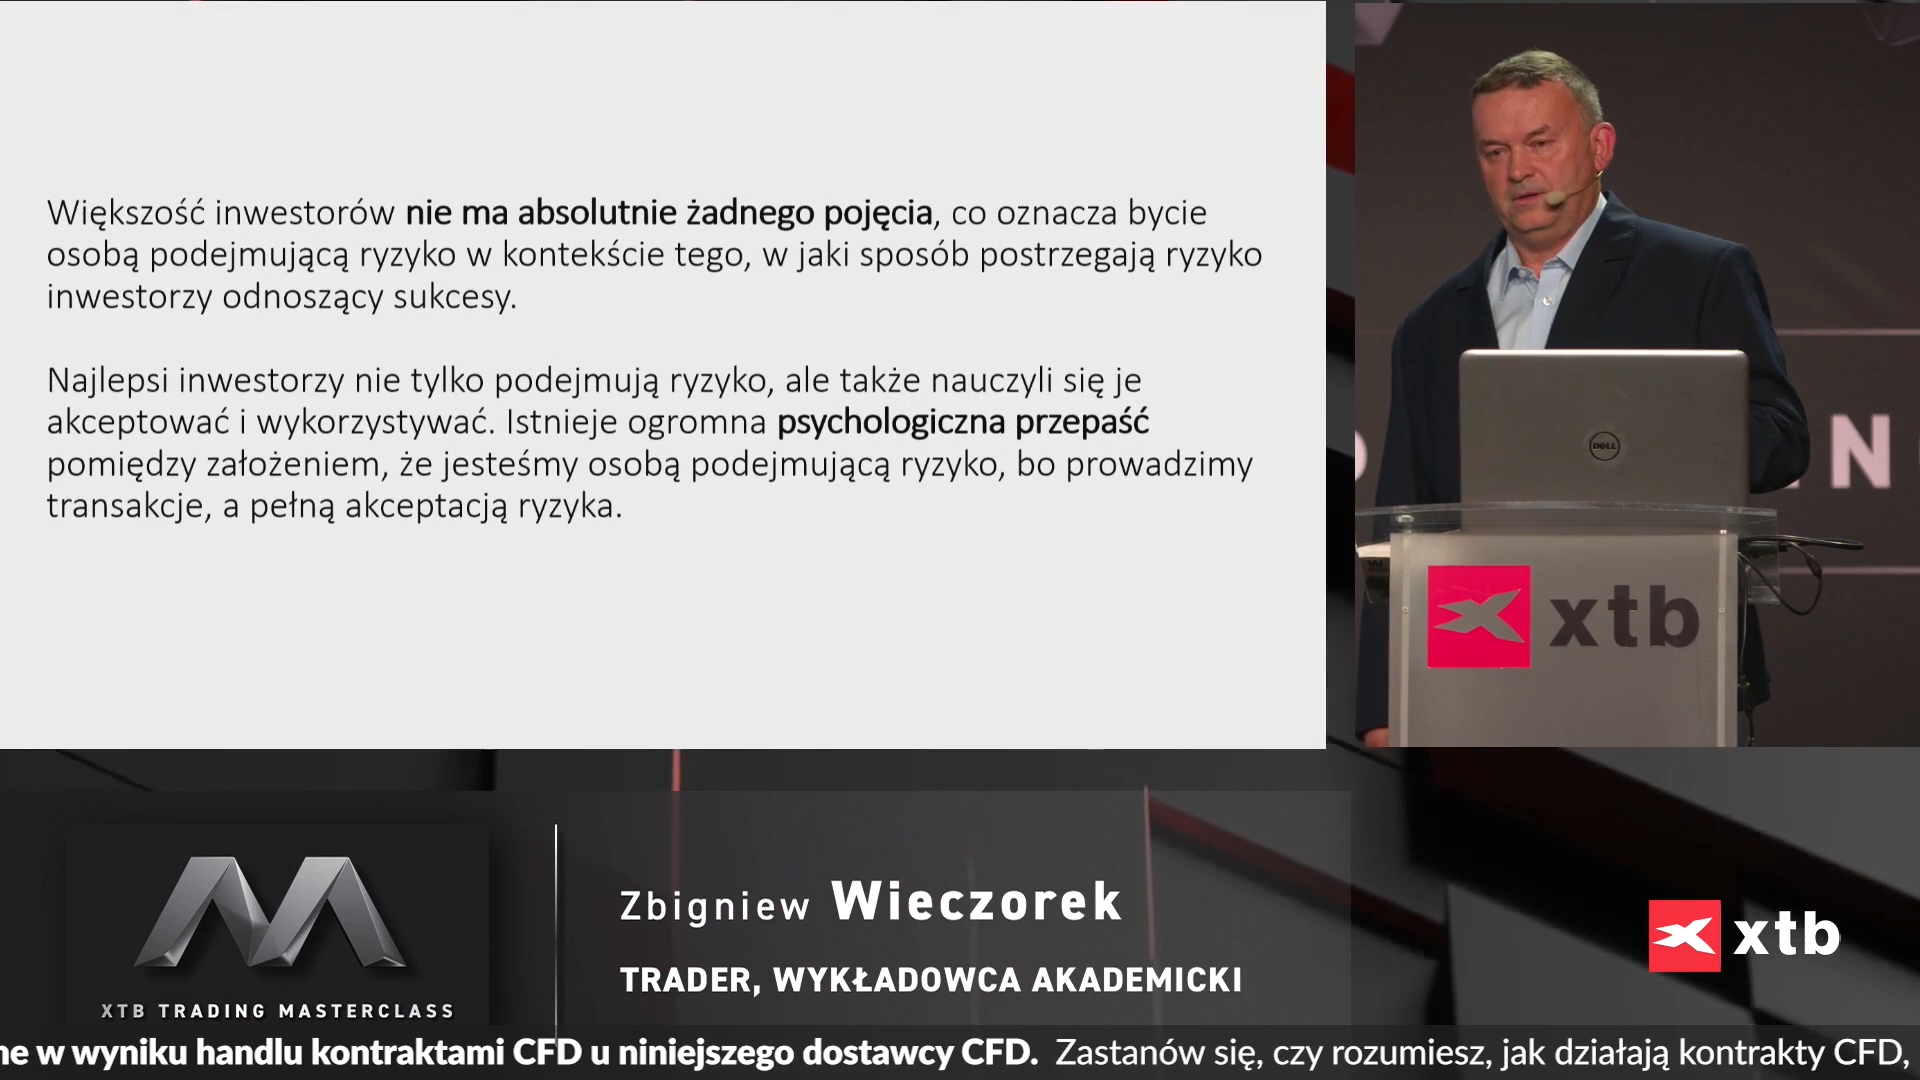 Większość inwestorów nie ma absolutnie żadnego pojęcia, co oznacza bycie
osobą podejmującą ryzyko w kontekście tego, w jaki sposób postrzegają ryzyko
inwestorzy odnoszący sukcesy.
Najlepsi inwestorzy nie tylko podejmują ryzyko, ale także nauczyli się je
akceptować i wykorzystywać. Istnieje ogromna psychologiczna przepaść
pomiędzy założeniem, że jesteśmy osobą podejmującą ryzyko, bo prowadzimy
transakcje, a pełną akceptacją ryzyka.
DELL
N
xtb
Zbigniew Wieczorek
TRADER, WYKŁADOWCA AKADEMICKI
XTB TRADING MASTERCLASS
xtb
ne w wyniku handlu kontraktami CFD u niniejszego dostawcy CFD. Zastanów się, czy rozumiesz, jak działają kontrakty CFD,